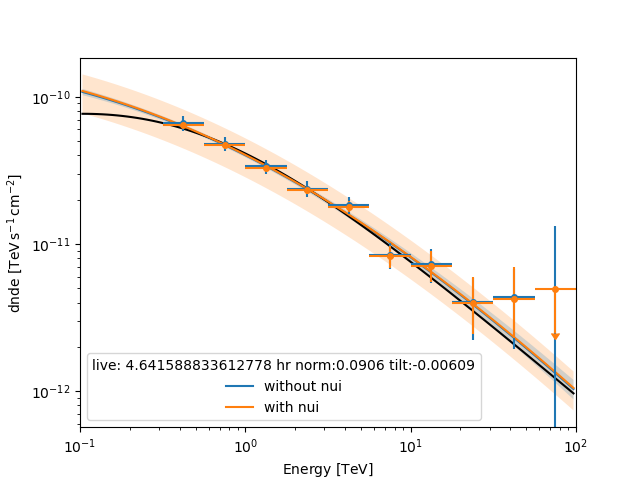 10⁻¹⁰
10⁻¹¹
10⁻¹²
dnde [TeV s⁻¹ cm⁻²]
live: 4.641588833612778 hr norm:0.0906 tilt:-0.00609
without nui
with nui
10⁻¹ 10⁰ 10¹ 10²
Energy [TeV]